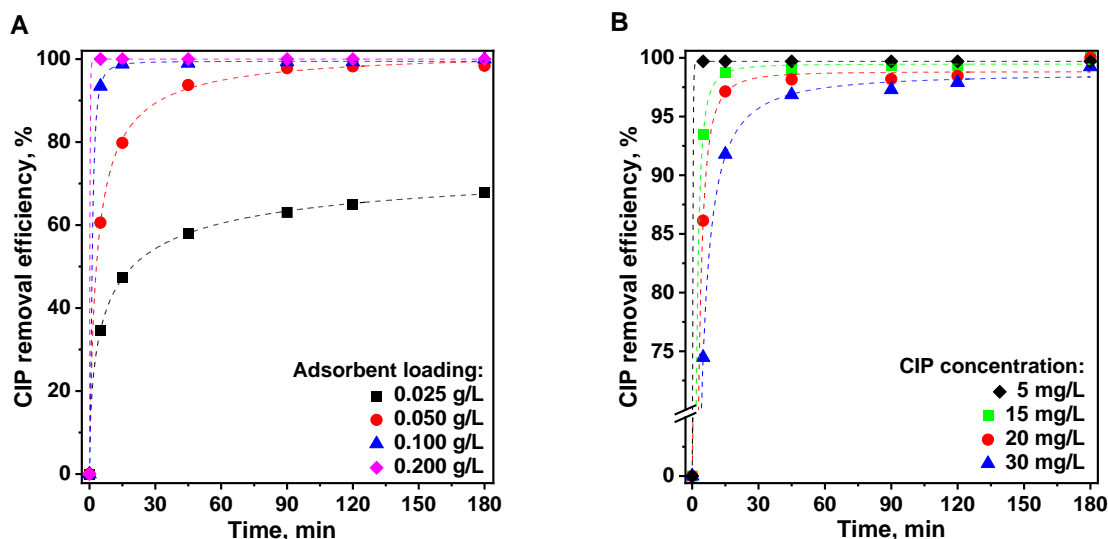 A
CIP removal efficiency, %
100
80
60
40
20
0
0 30 60 90 120 150 180
Time, min
Adsorbent loading:
0.025 g/L
0.050 g/L
0.100 g/L
0.200 g/L
B
CIP removal efficiency, %
100
95
90
85
80
75
0
0 30 60 90 120 150 180
Time, min
CIP concentration:
5 mg/L
15 mg/L
20 mg/L
30 mg/L